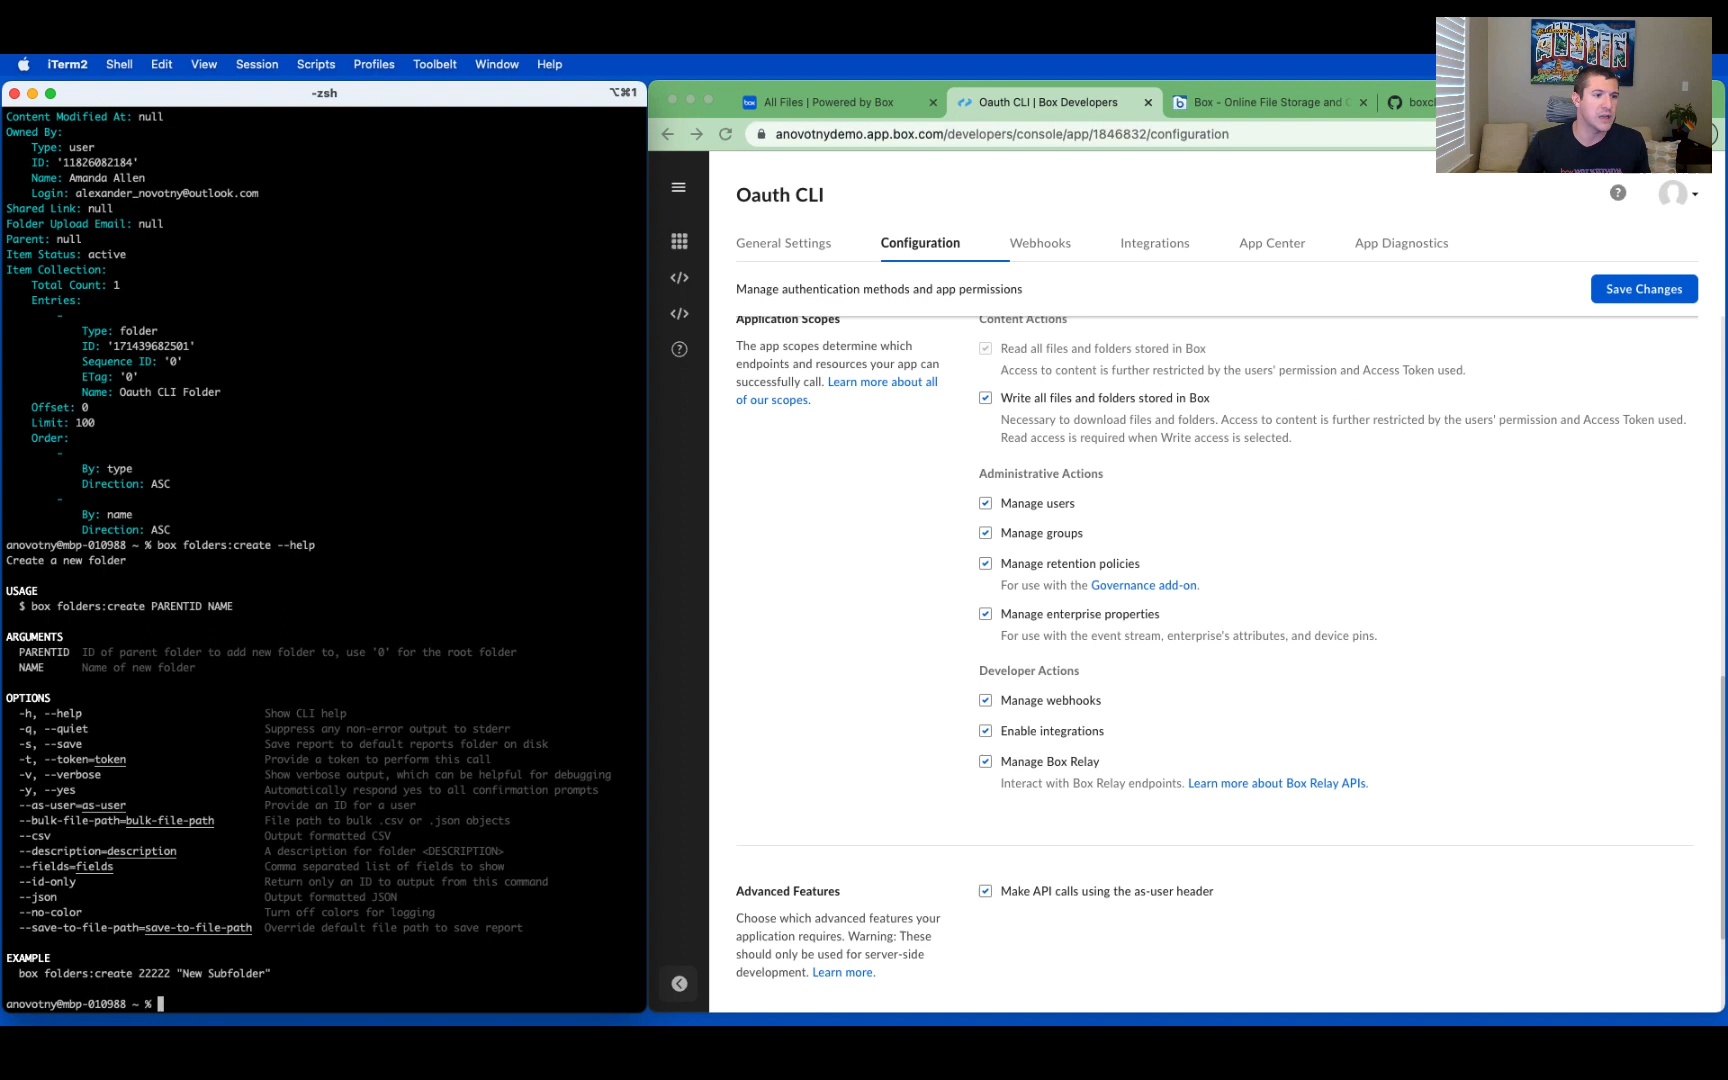 iTerm2 Shell Edit View Session Scripts Profiles Toolbelt Window Help
-zsh
⌥⌘1
Content Modified At: null
Owned By:
Type: user
ID: '11826082184'
Name: Amanda Allen
Login: alexander_novotny@outlook.com
Shared Link: null
Folder Upload Email: null
Parent: null
Item Status: active
Item Collection:
Total Count: 1
Entries:
-
Type: folder
ID: '171439682501'
Sequence ID: '0'
ETag: '0'
Name: Oauth CLI Folder
Offset: 0
Limit: 100
Order:
-
By: type
Direction: ASC
-
By: name
Direction: ASC
anovotny@mbp-010988 ~ % box folders:create --help
Create a new folder
USAGE
$ box folders:create PARENTID NAME
ARGUMENTS
PARENTID ID of parent folder to add new folder to, use '0' for the root folder
NAME Name of new folder
OPTIONS
-h, --help Show CLI help
-q, --quiet Suppress any non-error output to stderr
-s, --save Save report to default reports folder on disk
-t, --token=token Provide a token to perform this call
-v, --verbose Show verbose output, which can be helpful for debugging
-y, --yes Automatically respond yes to all confirmation prompts
--as-user=as-user Provide an ID for a user
--bulk-file-path=bulk-file-path File path to bulk .csv or .json objects
--csv Output formatted CSV
--description=description A description for folder <DESCRIPTION>
--fields=fields Comma separated list of fields to show
--id-only Return only an ID to output from this command
--json Output formatted JSON
--no-color Turn off colors for logging
--save-to-file-path=save-to-file-path Override default file path to save report
EXAMPLE
box folders:create 22222 "New Subfolder"
anovotny@mbp-010988 ~ %
box All Files | Powered by Box
Oauth CLI | Box Developers
Box - Online File Storage and C
boxcl
anovotnydemo.app.box.com/developers/console/app/1846832/configuration
AUSTIN
Oauth CLI
General Settings Configuration Webhooks Integrations App Center App Diagnostics
Manage authentication methods and app permissions
Save Changes
Application Scopes
The app scopes determine which
endpoints and resources your app can
successfully call. Learn more about all
of our scopes.
Content Actions
Read all files and folders stored in Box
Access to content is further restricted by the users' permission and Access Token used.
Write all files and folders stored in Box
Necessary to download files and folders. Access to content is further restricted by the users' permission and Access Token used.
Read access is required when Write access is selected.
Administrative Actions
Manage users
Manage groups
Manage retention policies
For use with the Governance add-on.
Manage enterprise properties
For use with the event stream, enterprise's attributes, and device pins.
Developer Actions
Manage webhooks
Enable integrations
Manage Box Relay
Interact with Box Relay endpoints. Learn more about Box Relay APIs.
Advanced Features
Choose which advanced features your
application requires. Warning: These
should only be used for server-side
development. Learn more.
Make API calls using the as-user header